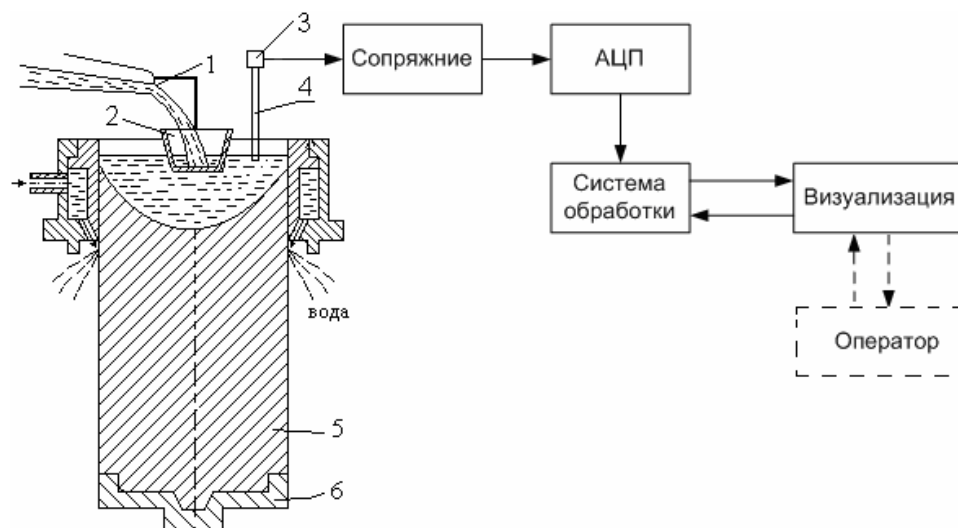 3
Сопряжние
АЦП
1
4
2
Система
обработки
Визуализация
вода
Оператор
5
6